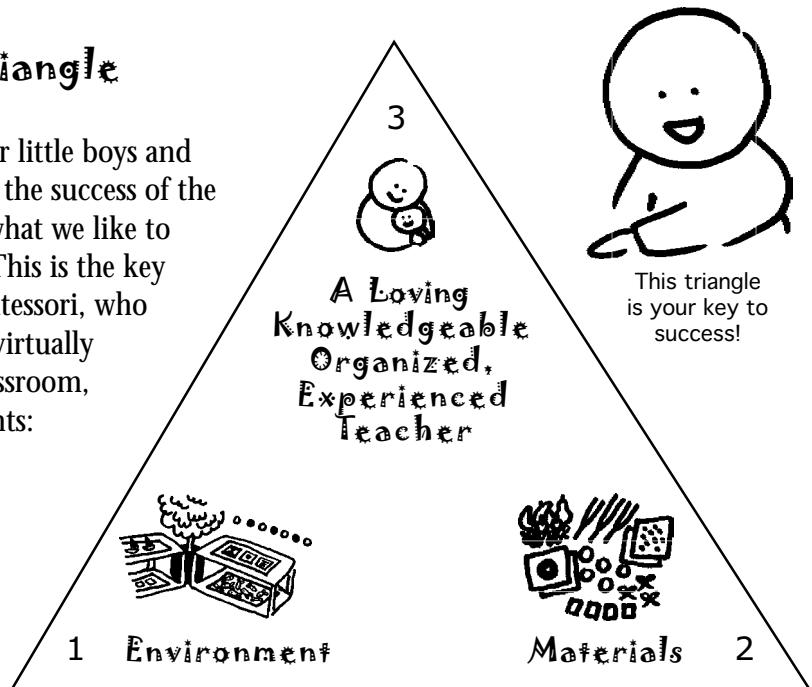 iangle
r little boys and
the success of the
what we like to
This is the key
tessori, who
virtually
ssroom,
nts:
3
A Loving
Knowledgeable
Organized,
Experienced
Teacher
This triangle
is your key to
success!
1 Environment
Materials 2